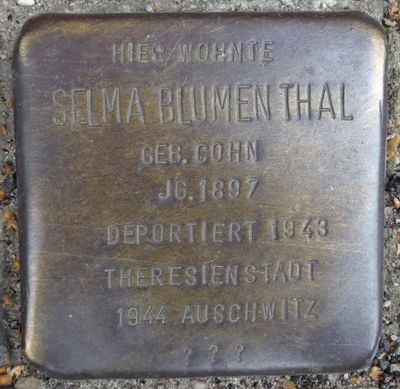 HIER WOHNTE
SELMA BLUMENTHAL
GEB. COHN
JG. 1897
DEPORTIERT 1943
THERESIENSTADT
1944 AUSCHWITZ
? ? ?